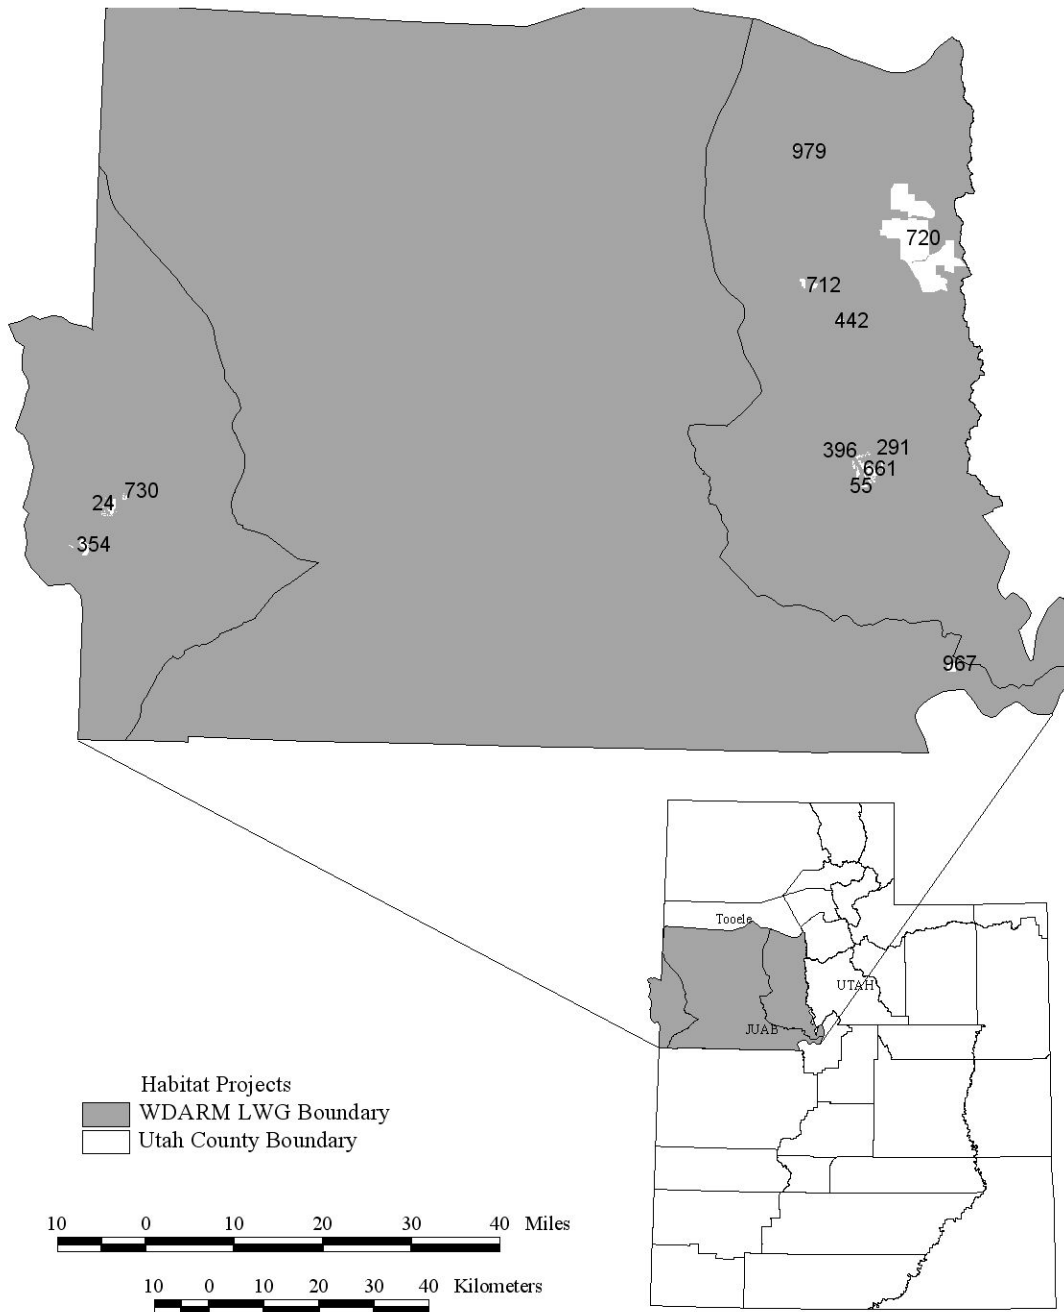 979
720
712
442
396
291
661
55
730
24
354
967
Tooele
UTAH
JUAB
Habitat Projects
WDARM LWG Boundary
Utah County Boundary
10 0 10 20 30 40 Miles
10 0 10 20 30 40 Kilometers